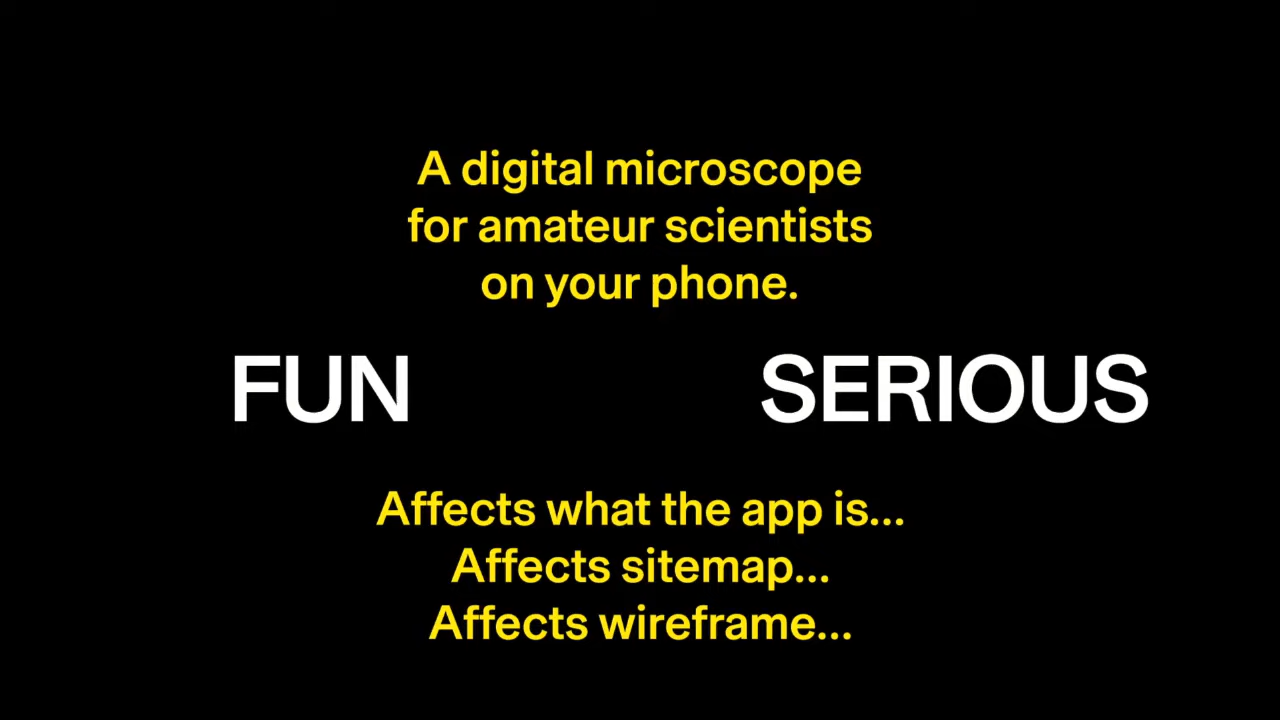 A digital microscope
for amateur scientists
on your phone.
FUN SERIOUS
Affects what the app is...
Affects sitemap...
Affects wireframe...